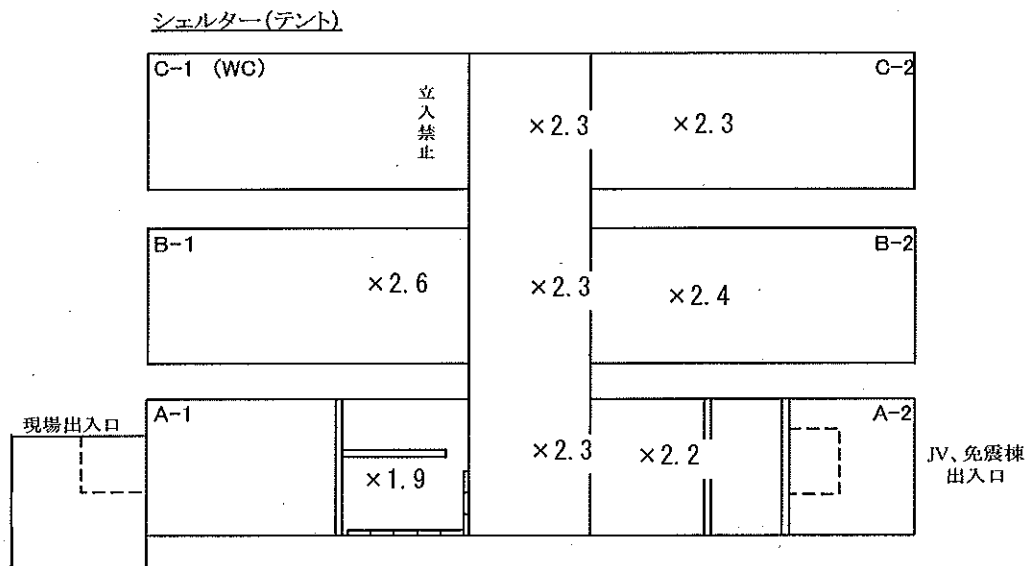 シェルター(テント)
C-1 (WC)
C-2
立入禁止
×2.3
×2.3
B-1
B-2
×2.6
×2.3
×2.4
現場出入口
A-1
A-2
×1.9
×2.3
×2.2
JV、免震棟
出入口